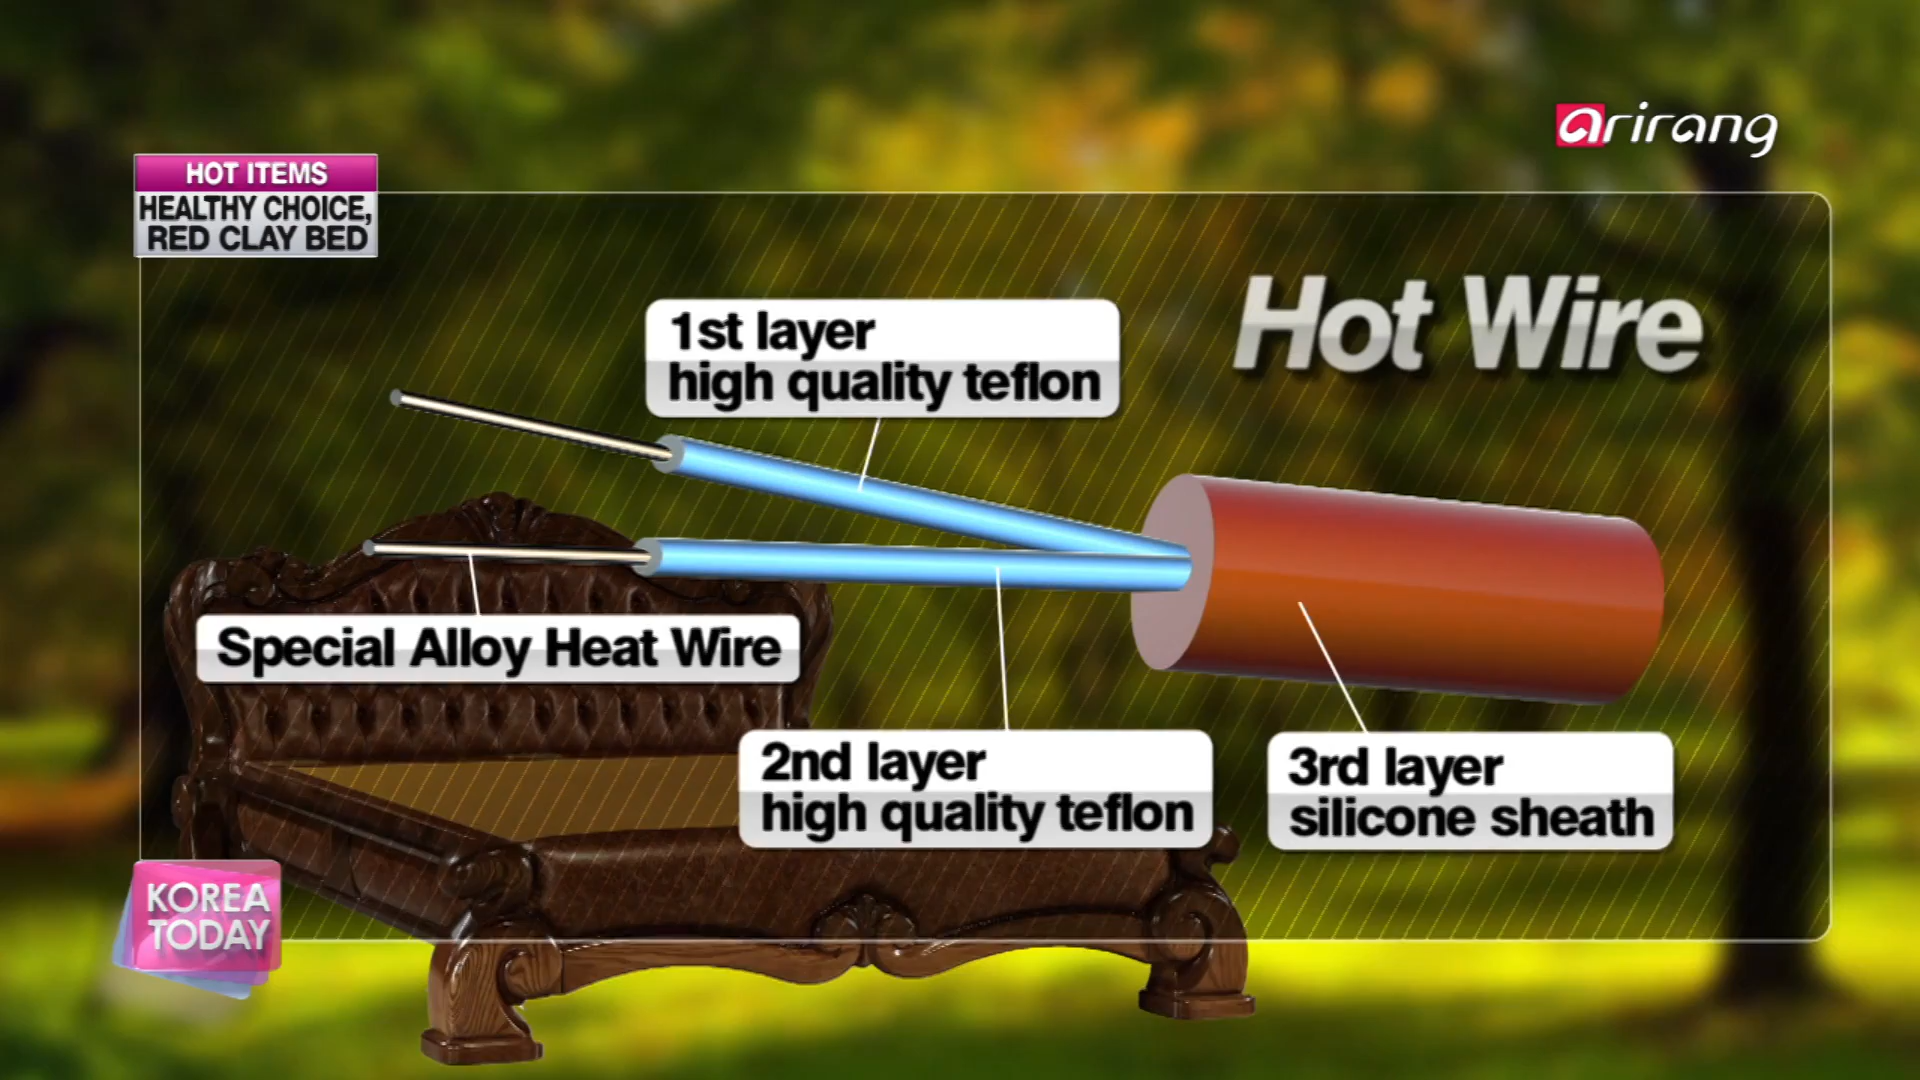 arirang
HOT ITEMS
HEALTHY CHOICE,
RED CLAY BED
Hot Wire
1st layer
high quality teflon
Special Alloy Heat Wire
2nd layer
high quality teflon
3rd layer
silicone sheath
KOREA
TODAY